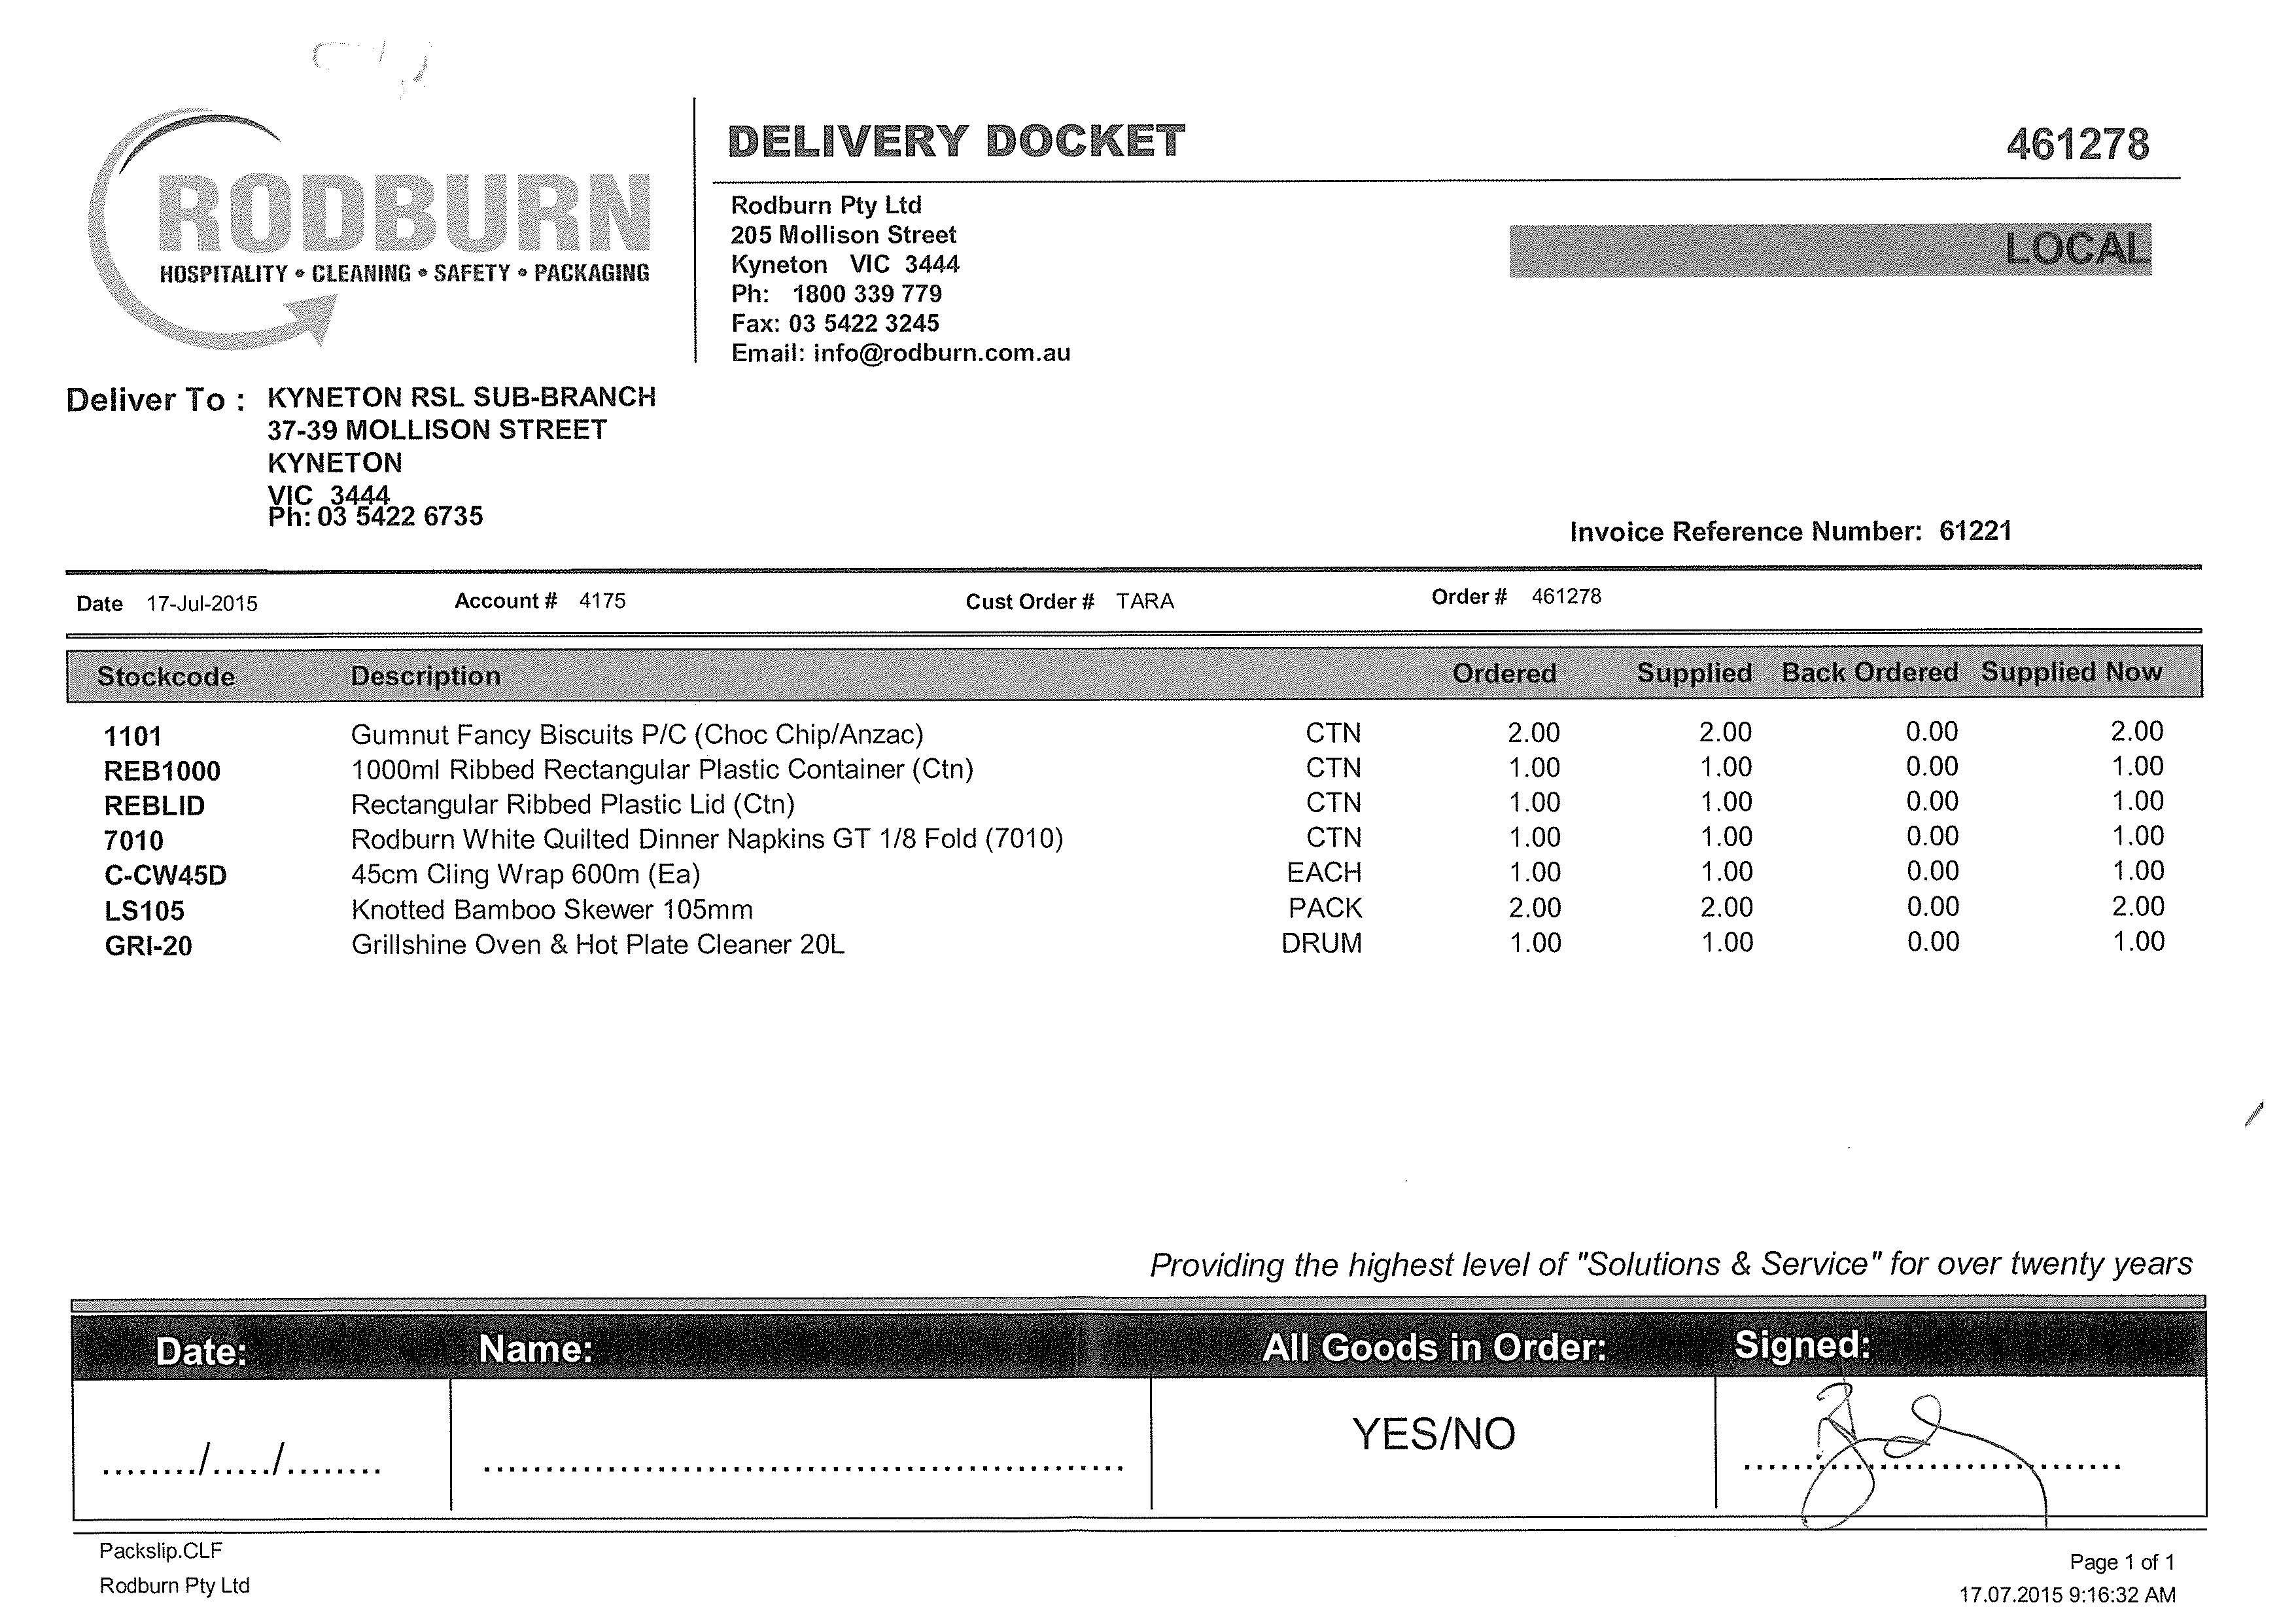 RODBURN
HOSPITALITY • CLEANING • SAFETY • PACKAGING
DELIVERY DOCKET 461278
Rodburn Pty Ltd
205 Mollison Street
Kyneton VIC 3444
Ph: 1800 339 779
Fax: 03 5422 3245
Email: info@rodburn.com.au
LOCAL
Deliver To : KYNETON RSL SUB-BRANCH
37-39 MOLLISON STREET
KYNETON
VIC 3444
Ph: 03 5422 6735
Invoice Reference Number: 61221
Date 17-Jul-2015 Account # 4175 Cust Order # TARA Order # 461278
Stockcode Description Ordered Supplied Back Ordered Supplied Now
1101 Gumnut Fancy Biscuits P/C (Choc Chip/Anzac) CTN 2.00 2.00 0.00 2.00
REB1000 1000ml Ribbed Rectangular Plastic Container (Ctn) CTN 1.00 1.00 0.00 1.00
REBLID Rectangular Ribbed Plastic Lid (Ctn) CTN 1.00 1.00 0.00 1.00
7010 Rodburn White Quilted Dinner Napkins GT 1/8 Fold (7010) CTN 1.00 1.00 0.00 1.00
C-CW45D 45cm Cling Wrap 600m (Ea) EACH 1.00 1.00 0.00 1.00
LS105 Knotted Bamboo Skewer 105mm PACK 2.00 2.00 0.00 2.00
GRI-20 Grillshine Oven & Hot Plate Cleaner 20L DRUM 1.00 1.00 0.00 1.00
Providing the highest level of "Solutions & Service" for over twenty years
Date: Name: All Goods in Order: Signed:
......../...../........ YES/NO
Packslip.CLF
Rodburn Pty Ltd
Page 1 of 1
17.07.2015 9:16:32 AM